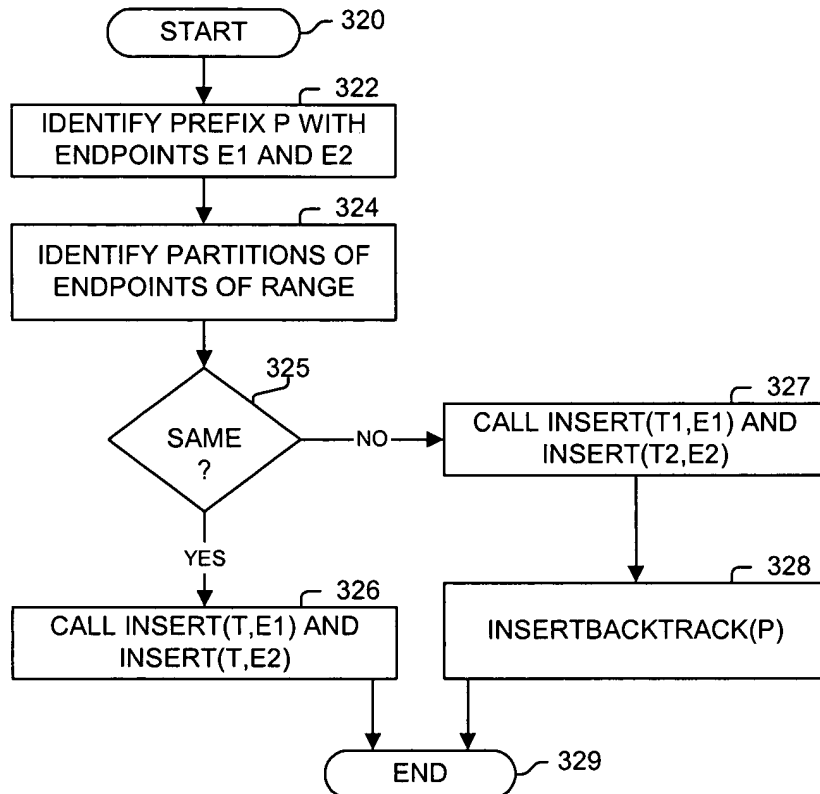 START
320
322
IDENTIFY PREFIX P WITH
ENDPOINTS E1 AND E2
324
IDENTIFY PARTITIONS OF
ENDPOINTS OF RANGE
325
SAME
?
NO
327
CALL INSERT(T1,E1) AND
INSERT(T2,E2)
YES
326
CALL INSERT(T,E1) AND
INSERT(T,E2)
328
INSERTBACKTRACK(P)
END
329